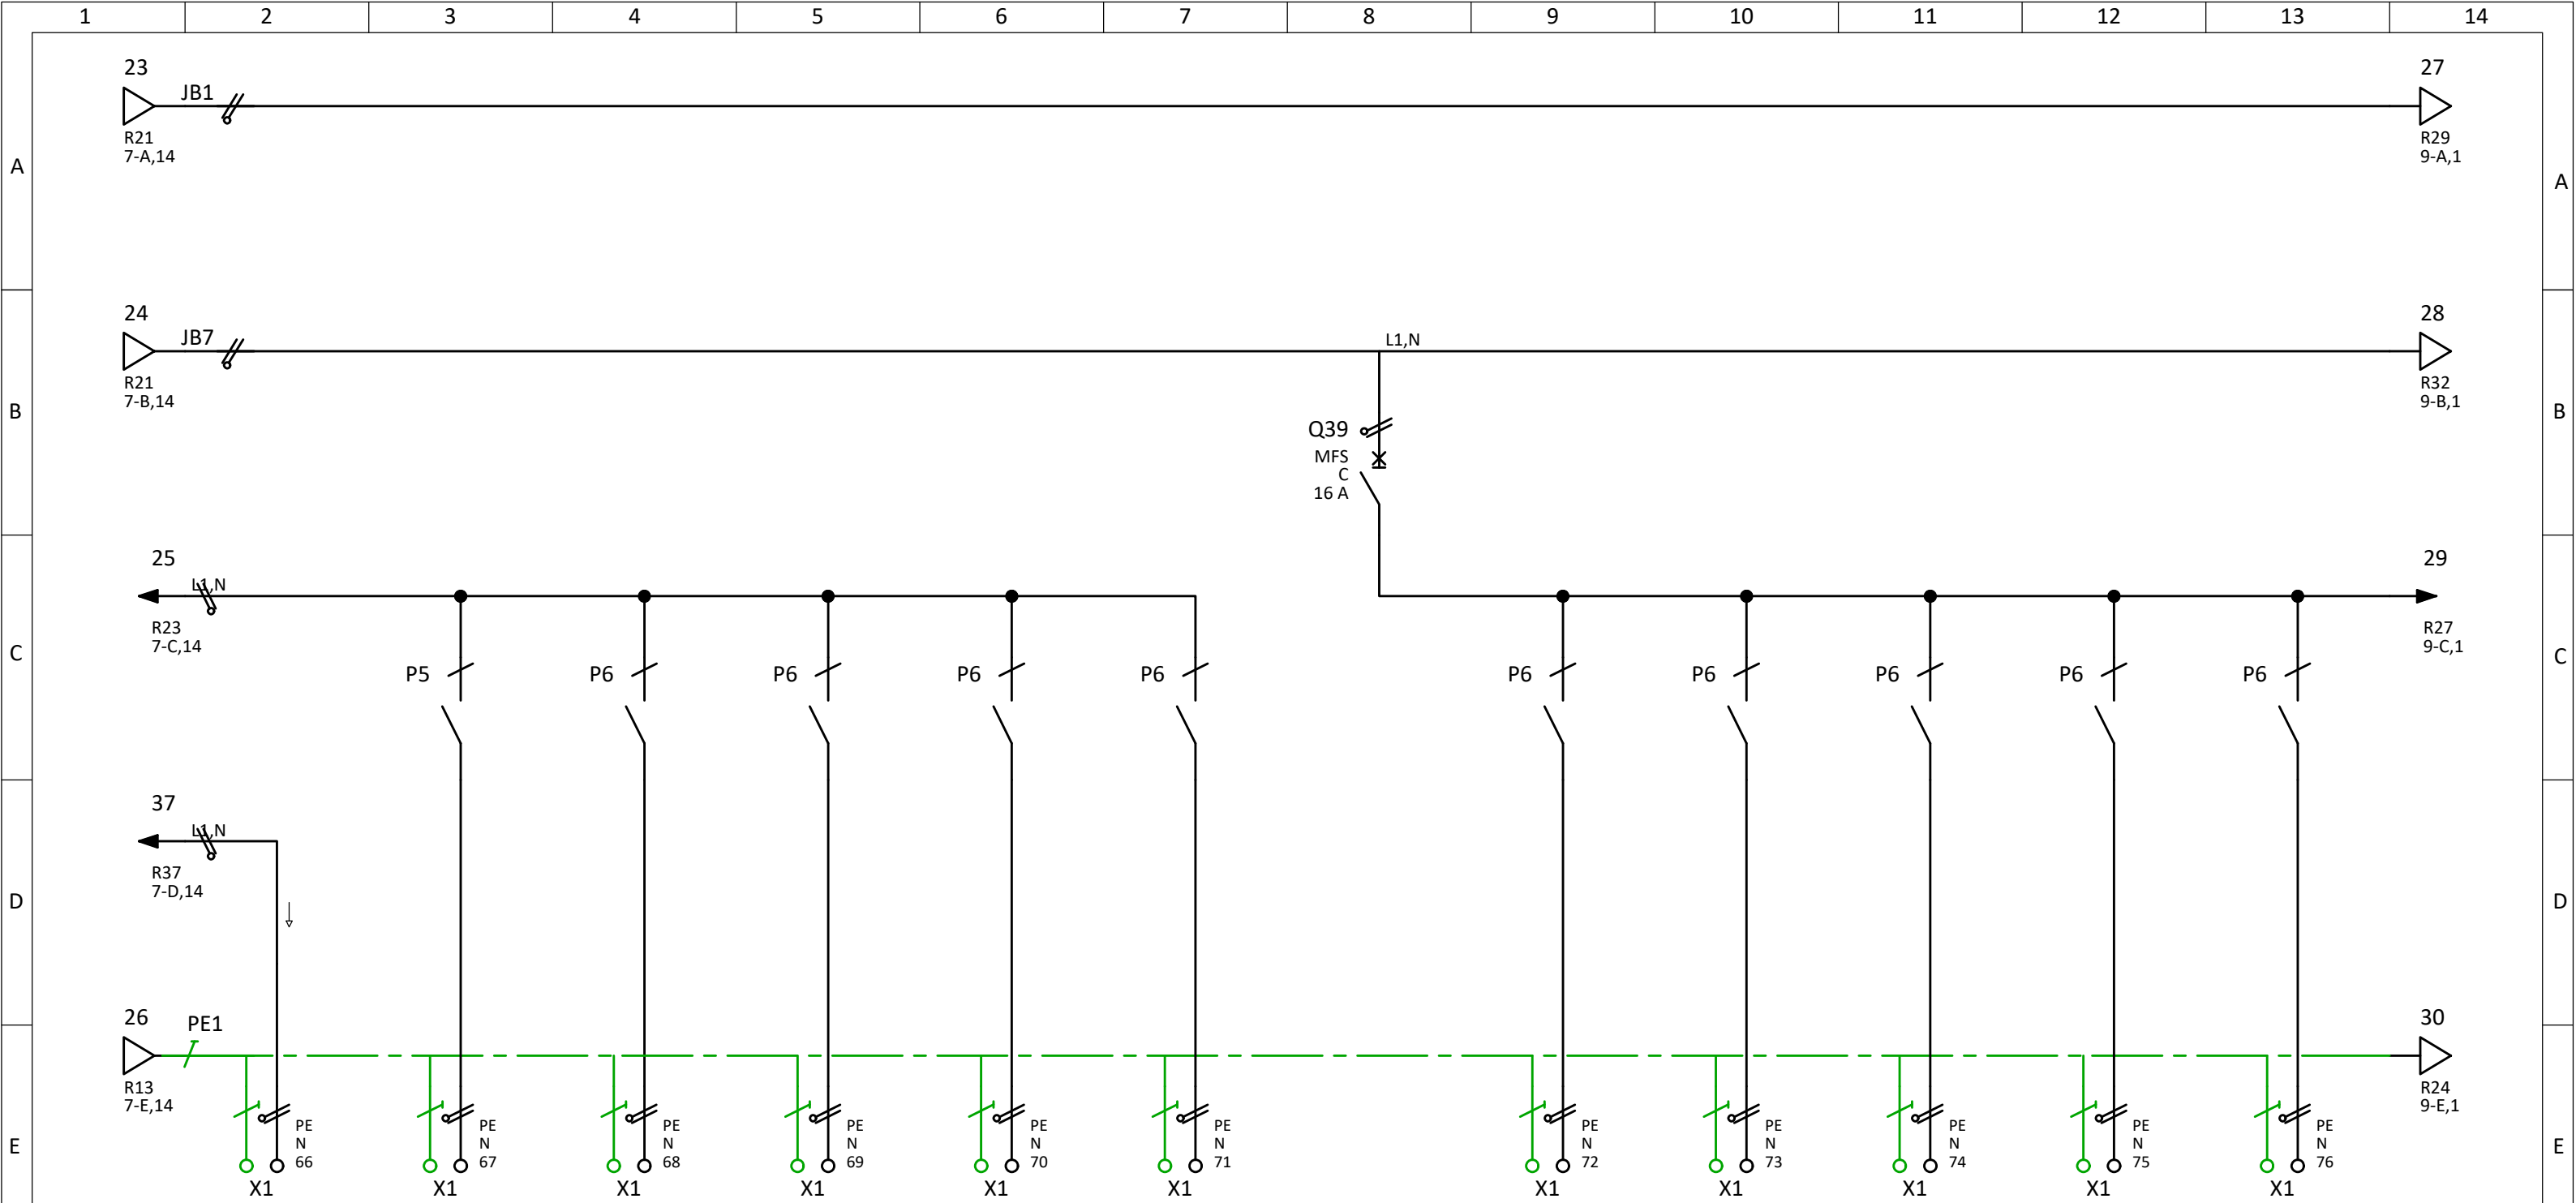 1 2 3 4 5 6 7 8 9 10 11 12 13 14
23 27
JB1
R21 R29
7-A,14 9-A,1
A A
24 28
JB7 L1,N
R21 R32
7-B,14 9-B,1
B B
Q39
MFS
C
16 A
25 29
L1,N
R23 R27
7-C,14 9-C,1
C C
P5 P6 P6 P6 P6 P6 P6 P6 P6 P6
37
L1,N
R37
7-D,14
D D
26 PE1 30
R13 R24
7-E,14 9-E,1
PE PE PE PE PE PE PE PE PE PE PE
E N N N N N N N N N N N E
66 67 68 69 70 71 72 73 74 75 76
X1 X1 X1 X1 X1 X1 X1 X1 X1 X1 X1